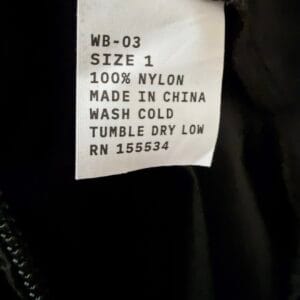 WB-03
SIZE 1
100% NYLON
MADE IN CHINA
WASH COLD
TUMBLE DRY LOW
RN 155534